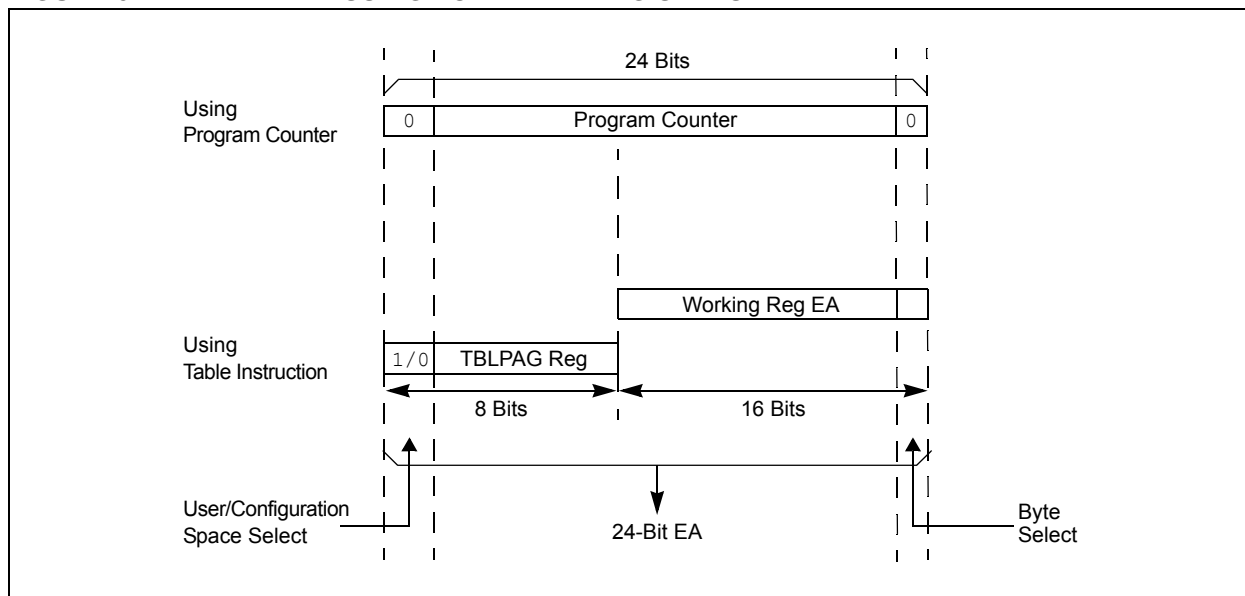 24 Bits
Using
Program Counter
0
Program Counter
0
Working Reg EA
Using
Table Instruction
1/0
TBLPAG Reg
8 Bits
16 Bits
User/Configuration
Space Select
24-Bit EA
Byte
Select